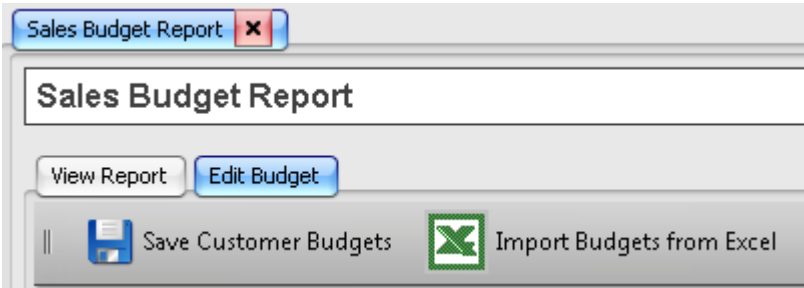 Sales Budget Report
Sales Budget Report
View Report Edit Budget
Save Customer Budgets Import Budgets from Excel